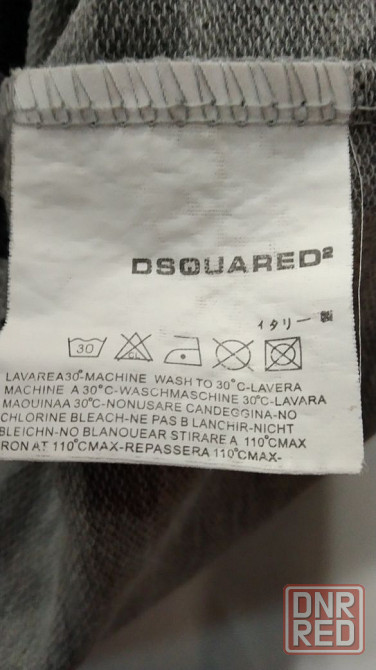 DSQUARED²
イタリー製
30
CL
LAVAREA30°-MACHINE WASH TO 30°C-LAVERA
MACHINE A 30°C-WASCHMASCHINE 30°C-LAVARA
MAOUINAA 30°C-NONUSARE CANDEGGINA-NO
CHLORINE BLEACH-NE PAS BLANCHIR-NICHT
BLEICHN-NO BLANOUEAR STIRARE A 110°CMAX
RON AT 110°CMAX-REPASSERA 110°CMAX-
DNR
RED